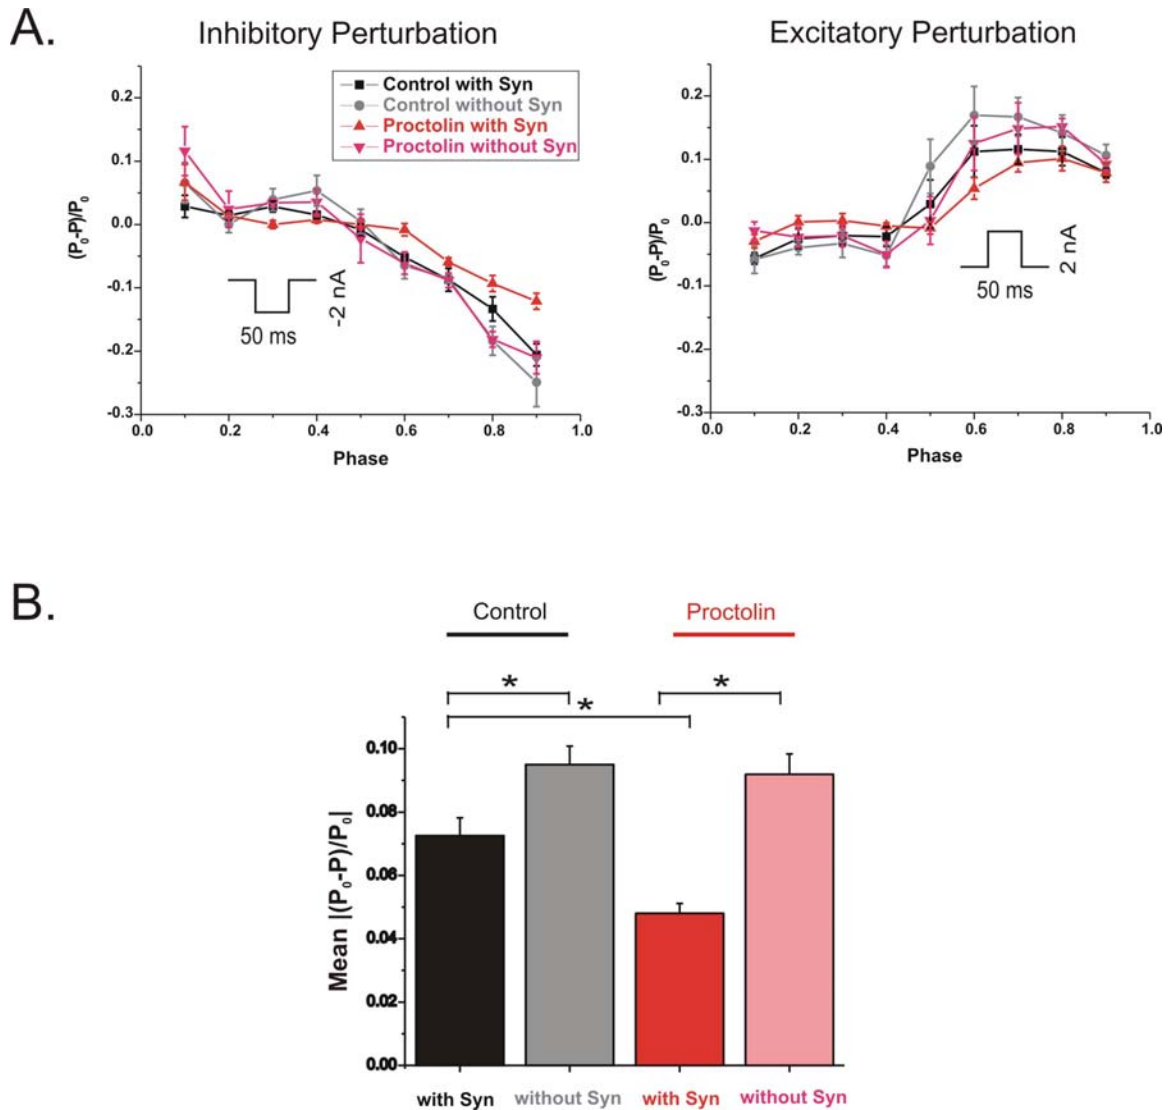 A.
Inhibitory Perturbation
Excitatory Perturbation
Control with Syn
Control without Syn
Proctolin with Syn
Proctolin without Syn
0.2
0.1
0.0
-0.1
-0.2
-0.3
(P₀-P)/P₀
50 ms
-2 nA
0.0 0.2 0.4 0.6 0.8 1.0
Phase
0.2
0.1
0.0
-0.1
-0.2
-0.3
(P₀-P)/P₀
50 ms
2 nA
0.0 0.2 0.4 0.6 0.8 1.0
Phase
B.
Control
Proctolin
* * *
Mean |(P₀-P)/P₀|
0.10
0.08
0.06
0.04
0.02
0.00
with Syn without Syn with Syn without Syn